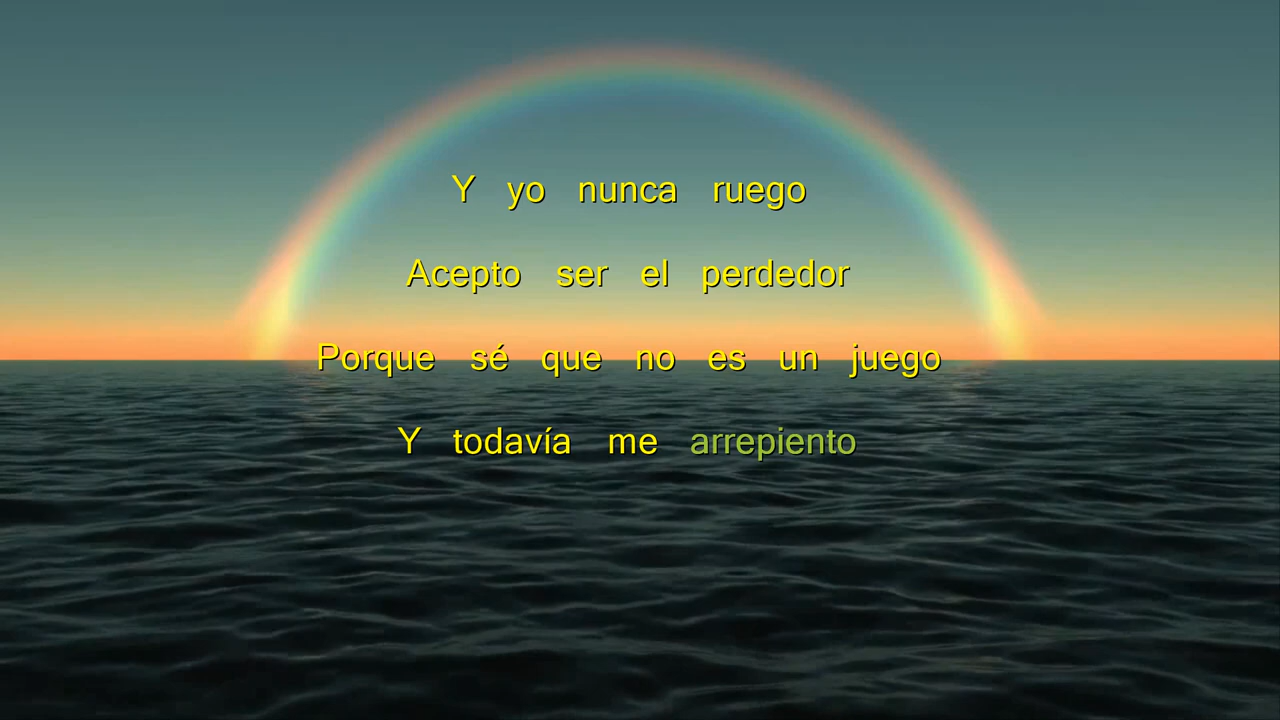 Y yo nunca ruego
Acepto ser el perdedor
Porque sé que no es un juego
Y todavía me arrepiento